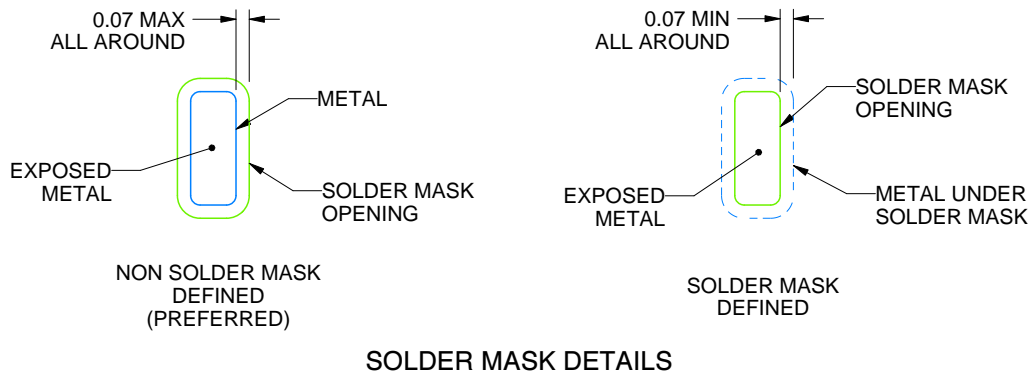 0.07 MAX
ALL AROUND
METAL
EXPOSED
METAL
SOLDER MASK
OPENING
NON SOLDER MASK
DEFINED
(PREFERRED)
0.07 MIN
ALL AROUND
SOLDER MASK
OPENING
EXPOSED
METAL
METAL UNDER
SOLDER MASK
SOLDER MASK
DEFINED
SOLDER MASK DETAILS